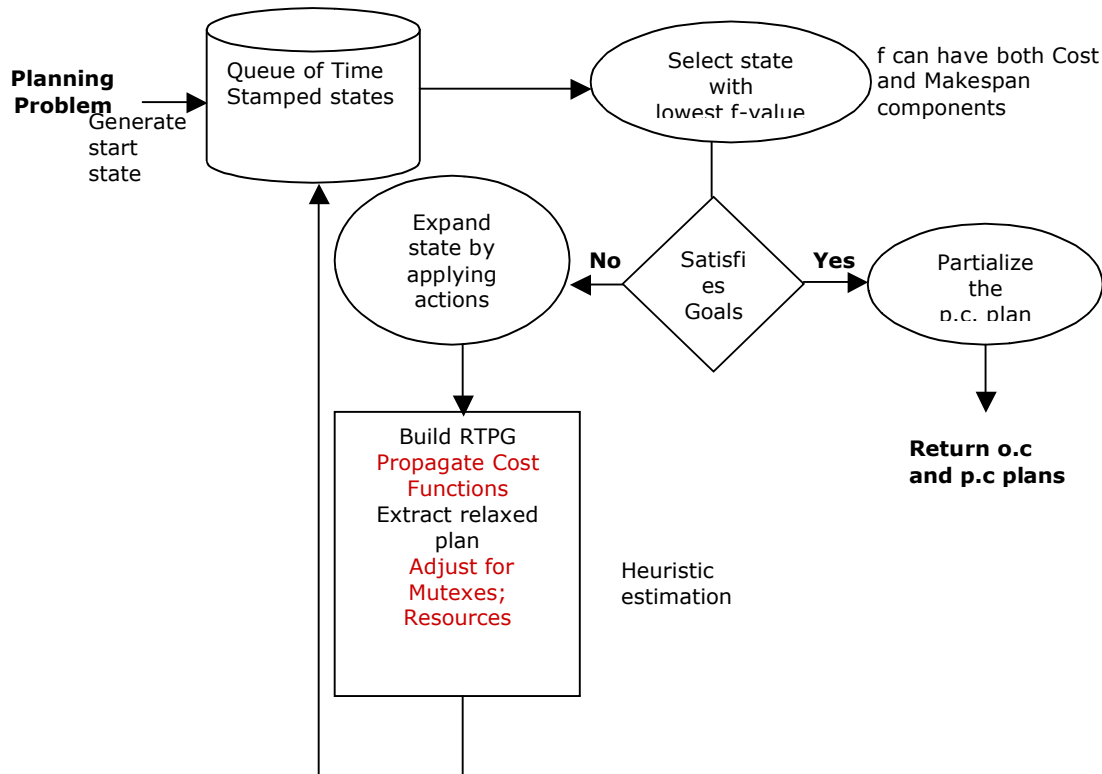 Planning
Problem
Generate
start
state
Queue of Time
Stamped states
Select state
with
lowest f-value
f can have both Cost
and Makespan
components
Expand
state by
applying
actions
No
Satisfi
es
Goals
Yes
Partialize
the
p.c. plan
Return o.c
and p.c plans
Build RTPG
Propagate Cost
Functions
Extract relaxed
plan
Adjust for
Mutexes;
Resources
Heuristic
estimation